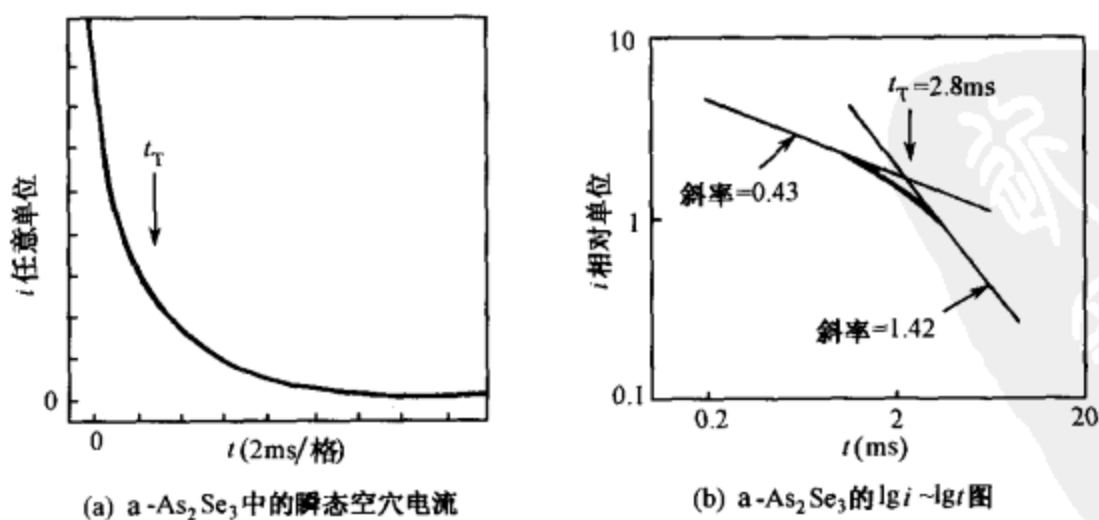 i 任意单位
t_T
0
0
t(2ms/格)
(a) a-As₂Se₃中的瞬态空穴电流
i 相对单位
10
1
0.1
t_T=2.8ms
斜率=0.43
斜率=1.42
0.2
2
20
t(ms)
(b) a-As₂Se₃的lgi~lgt图